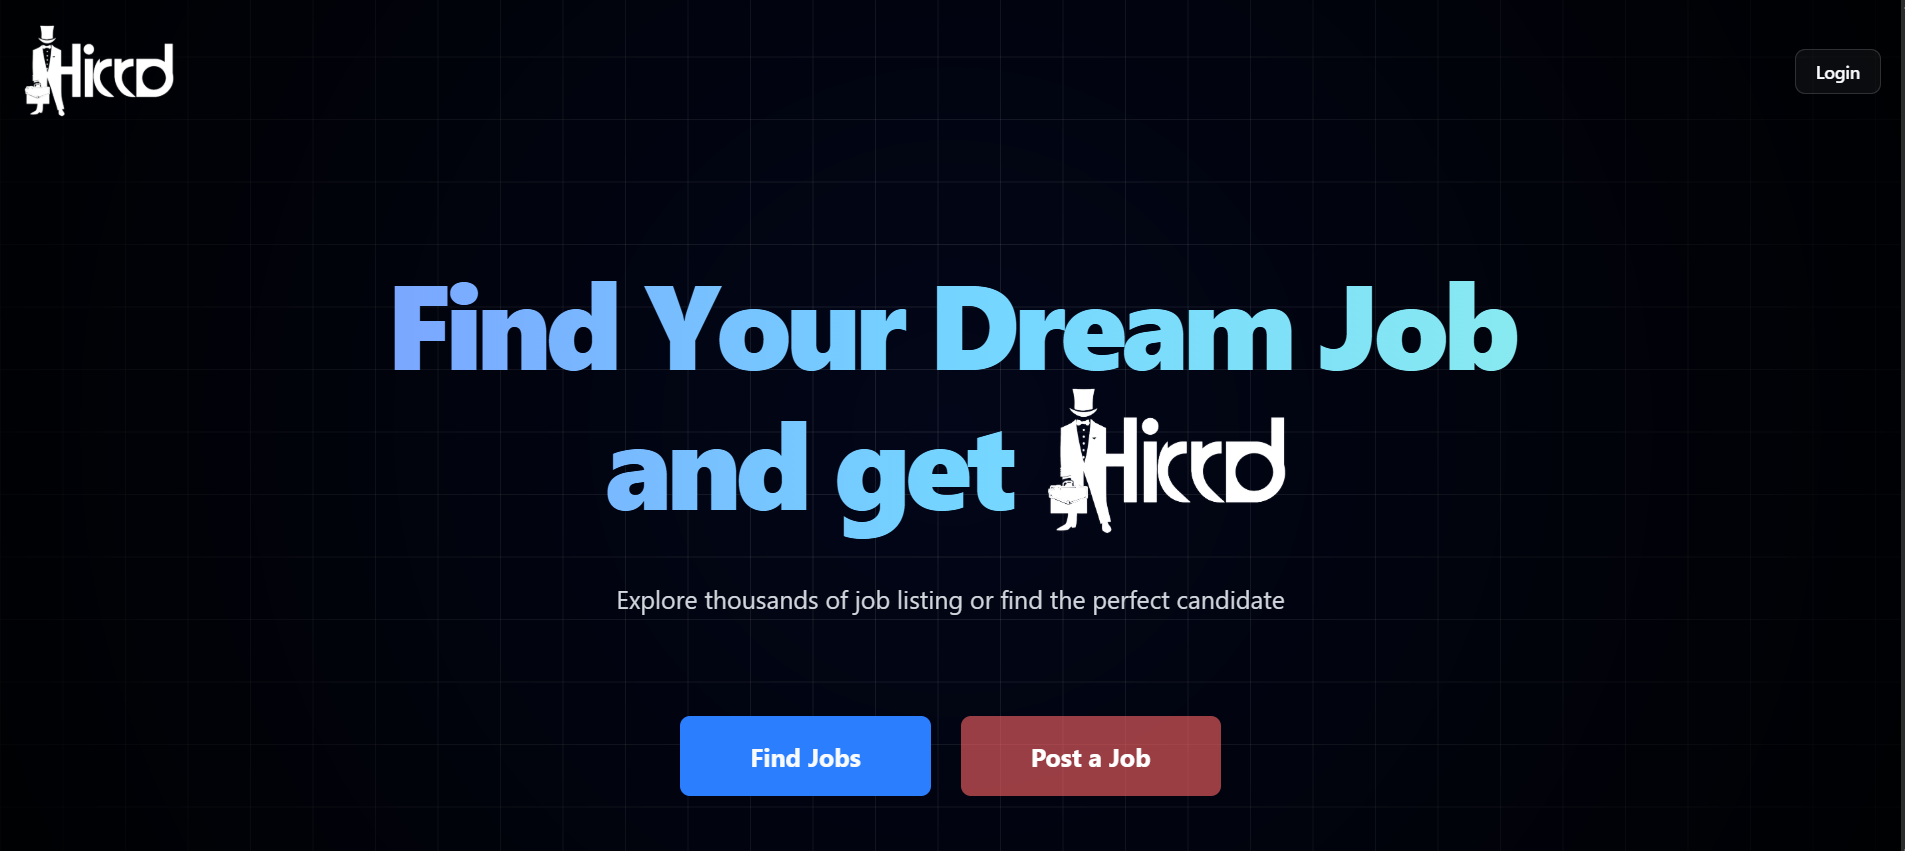 Hirrd
Login
Find Your Dream Job
and get Hirrd
Explore thousands of job listing or find the perfect candidate
Find Jobs
Post a Job